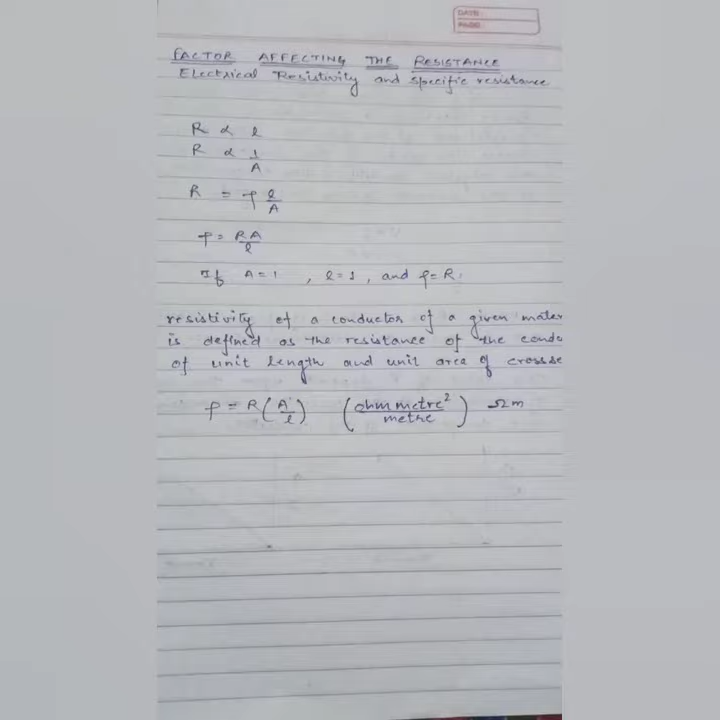 DATE:
PAGE:
FACTOR AFFECTING THE RESISTANCE
Electrical Resistivity and specific resistance
R ∝ l
R ∝ 1/A
R = ρ l/A
ρ = RA/l
If A=1 , l=1 , and ρ=R.
resistivity of a conductor of a given mater
is defined as the resistance of the condu
of unit length and unit area of crossse
ρ = R(A/l) (ohm metre²/metre) Ωm